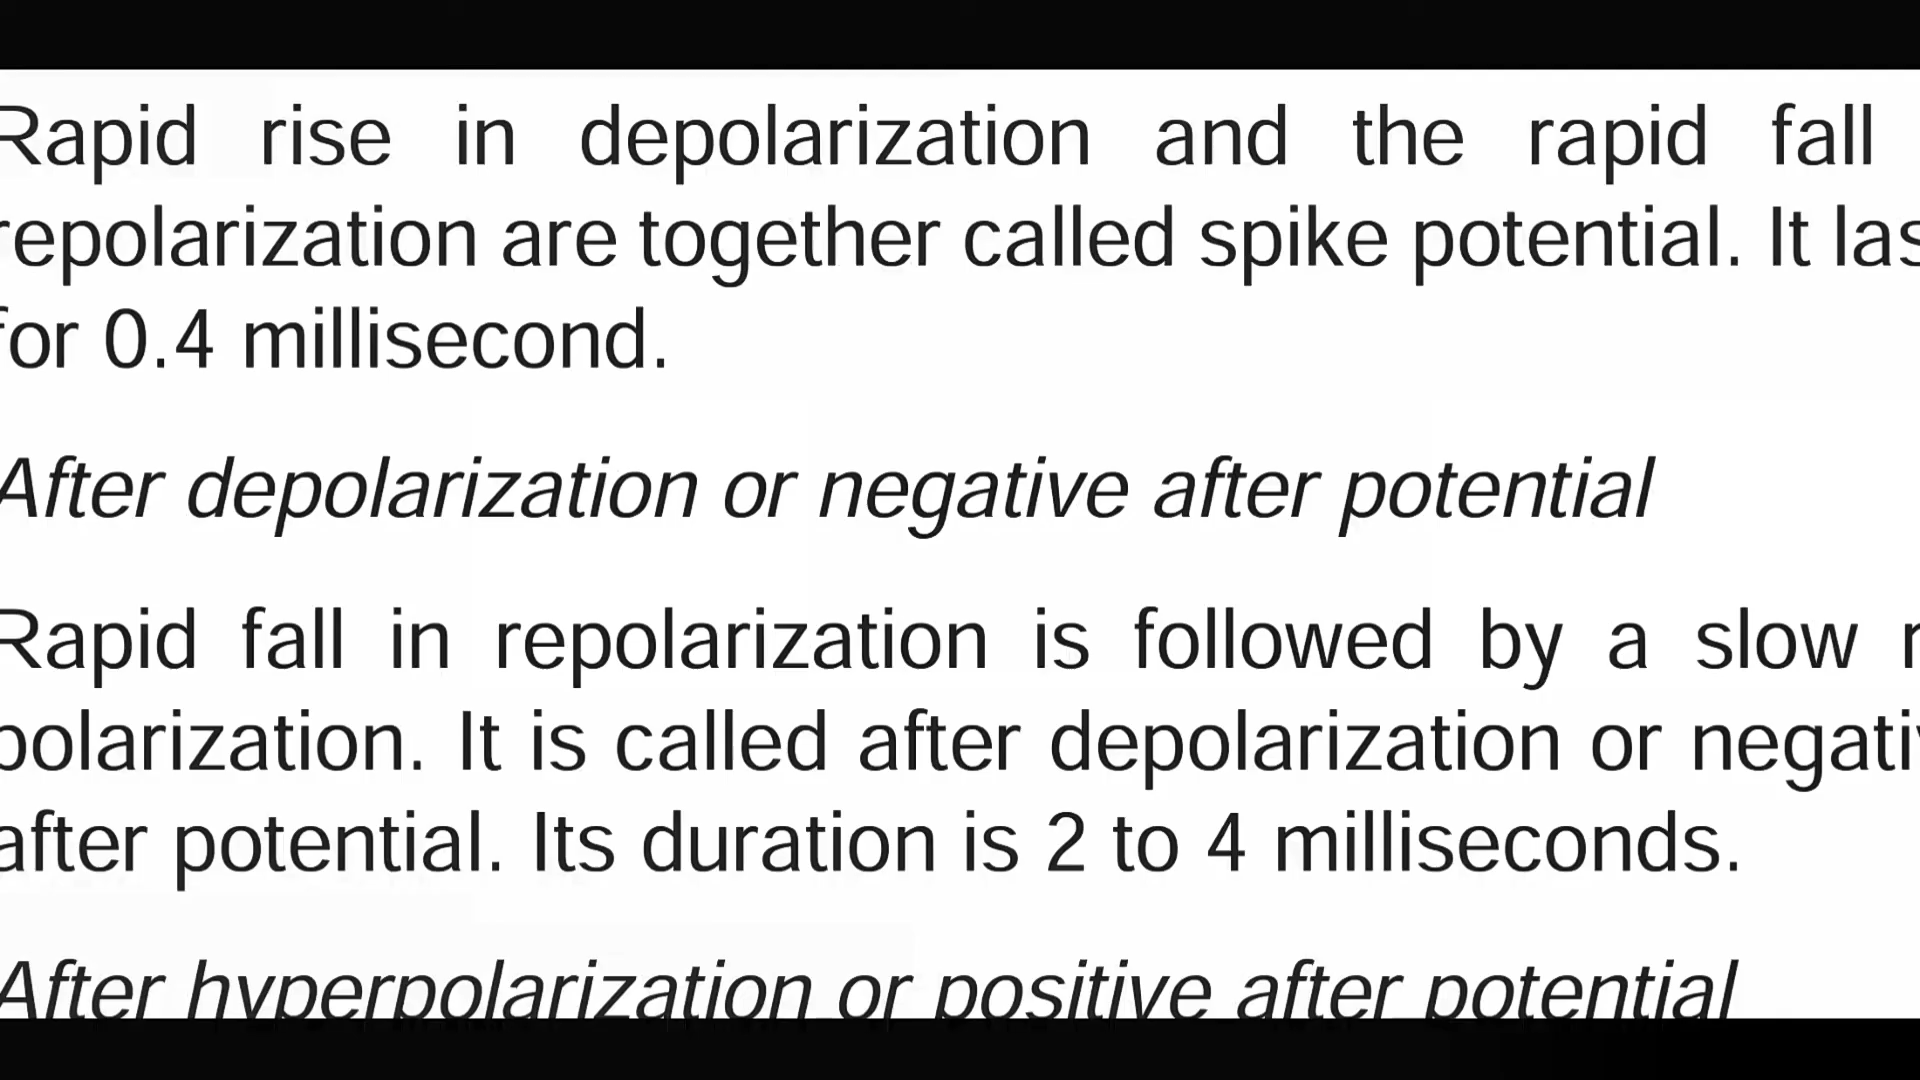 Rapid rise in depolarization and the rapid fall
repolarization are together called spike potential. It
for 0.4 millisecond.
After depolarization or negative after potential
Rapid fall in repolarization is followed by a slow
polarization. It is called after depolarization or
after potential. Its duration is 2 to 4 milliseconds.
After hyperpolarization or positive after potential